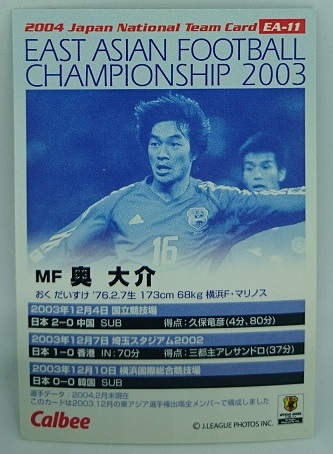 2004 Japan National Team Card EA-11
EAST ASIAN FOOTBALL
CHAMPIONSHIP 2003
16
MF 奥 大介
おく だいすけ '76.2.7生 173cm 68kg 横浜F・マリノス
2003年12月4日 国立競技場
日本 2-0 中国 SUB 得点：久保竜彦(4分、80分)
2003年12月7日 埼玉スタジアム2002
日本 1-0 香港 IN：70分 得点：三都主アレサンドロ(37分)
2003年12月10日 横浜国際総合競技場
日本 0-0 韓国 SUB
選手データ：2004.2月末現在
このカードは2003.12月の東アジア選手権出場全メンバーで構成しました
Calbee
© J.LEAGUE PHOTOS INC.